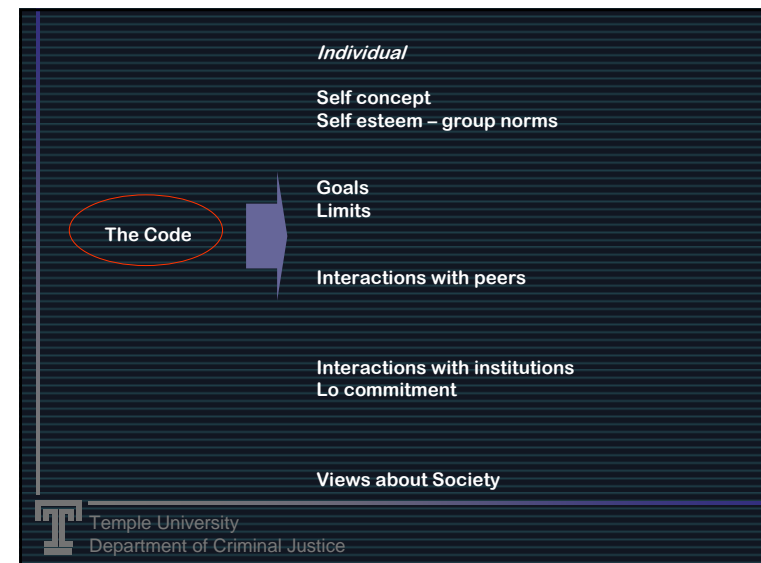 Individual
Self concept
Self esteem – group norms
Goals
Limits
The Code
Interactions with peers
Interactions with institutions
Lo commitment
Views about Society
Temple University
Department of Criminal Justice